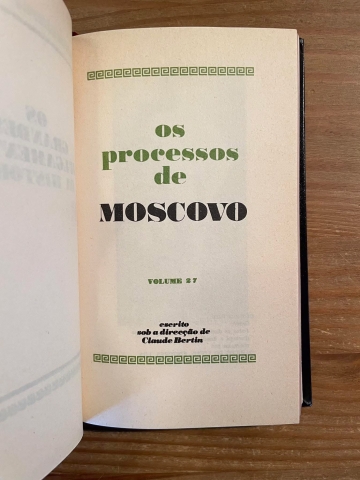 os
processos
de
MOSCOVO
VOLUME 27
escrito
sob a direcção de
Claude Bertin